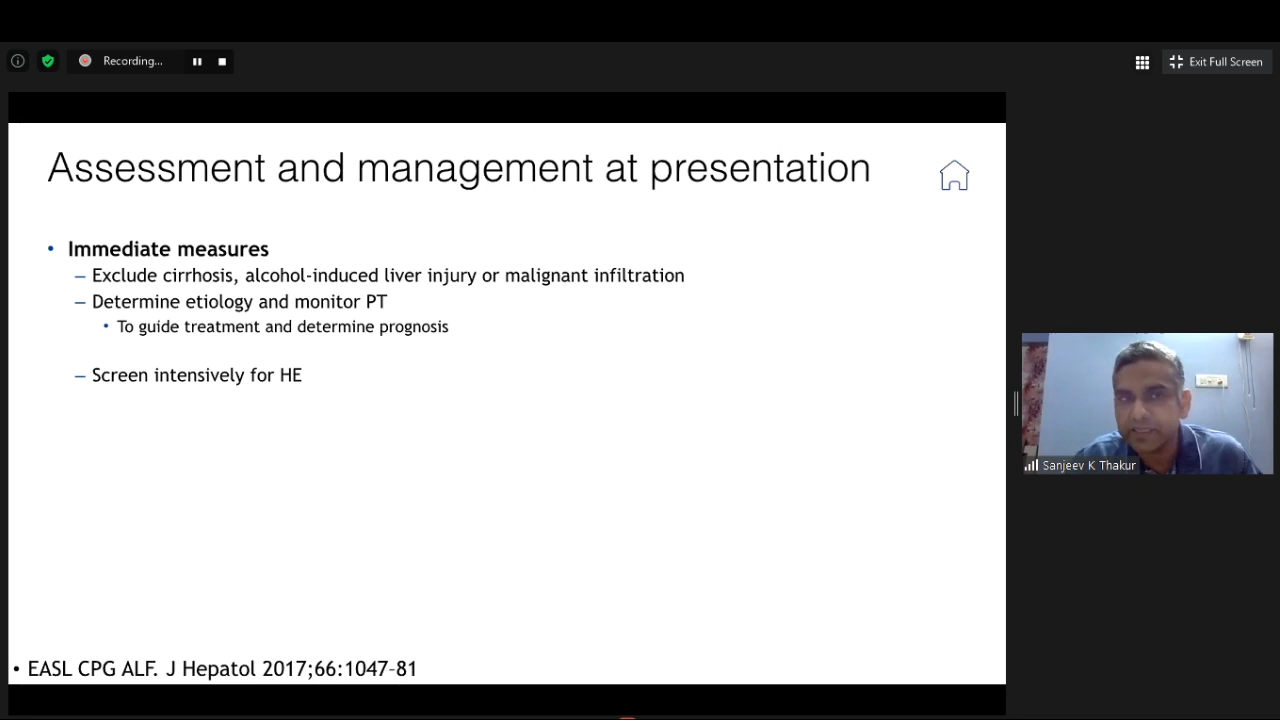 Recording...
Exit Full Screen
Assessment and management at presentation
• Immediate measures
– Exclude cirrhosis, alcohol-induced liver injury or malignant infiltration
– Determine etiology and monitor PT
• To guide treatment and determine prognosis
– Screen intensively for HE
Sanjeev K Thakur
• EASL CPG ALF. J Hepatol 2017;66:1047–81